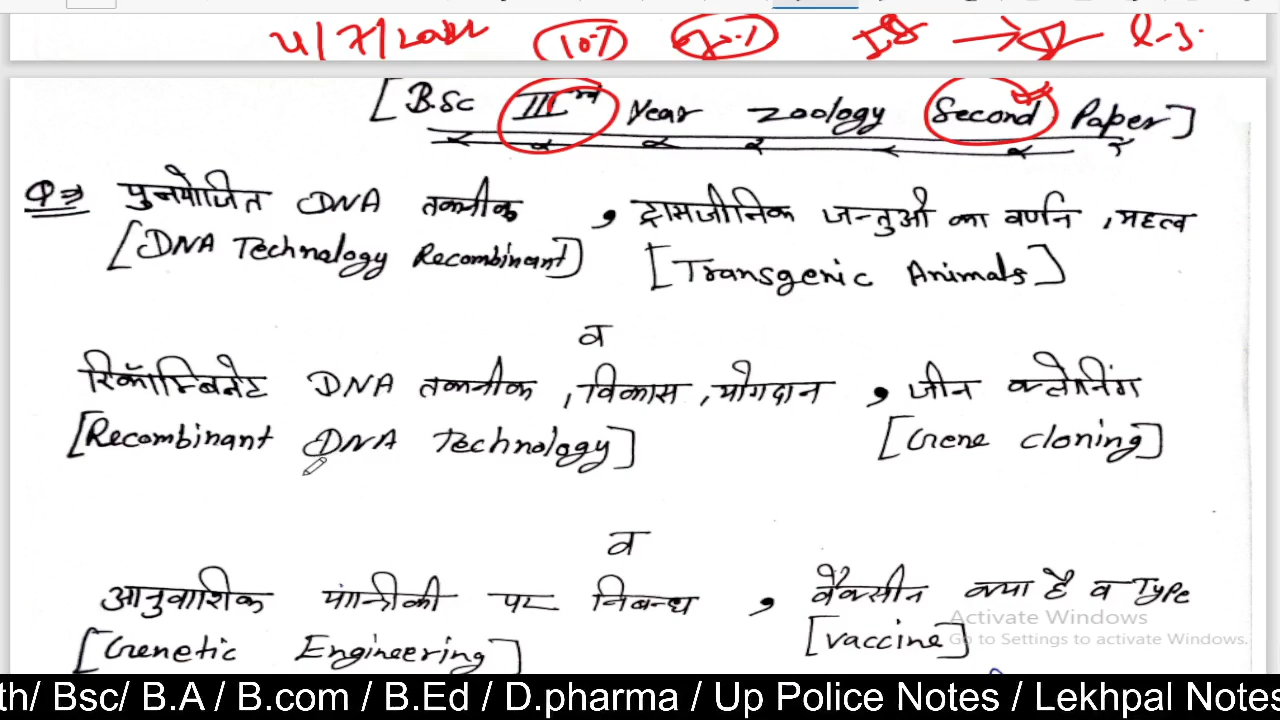 [B.Sc III Year Zoology Second Paper]
Q⇒ पुनर्योजित DNA तकनीक , ट्रासजीनिक जन्तुओ का वर्णन , महत्व
[DNA Technology Recombinant] [Transgenic Animals]
व
रिकॉम्बिनेट DNA तकनीक , विकास , योगदान , जीन क्लोनिंग
[Recombinant DNA Technology] [Gene cloning]
व
आनुवाशिक यांत्रिकी पर निबन्ध , वैक्सीन क्या है व Type
Activate Windows
[Genetic Engineering] [vaccine]
Go to Settings to activate Windows.
th/ Bsc/ B.A / B.com / B.Ed / D.pharma / Up Police Notes / Lekhpal Notes